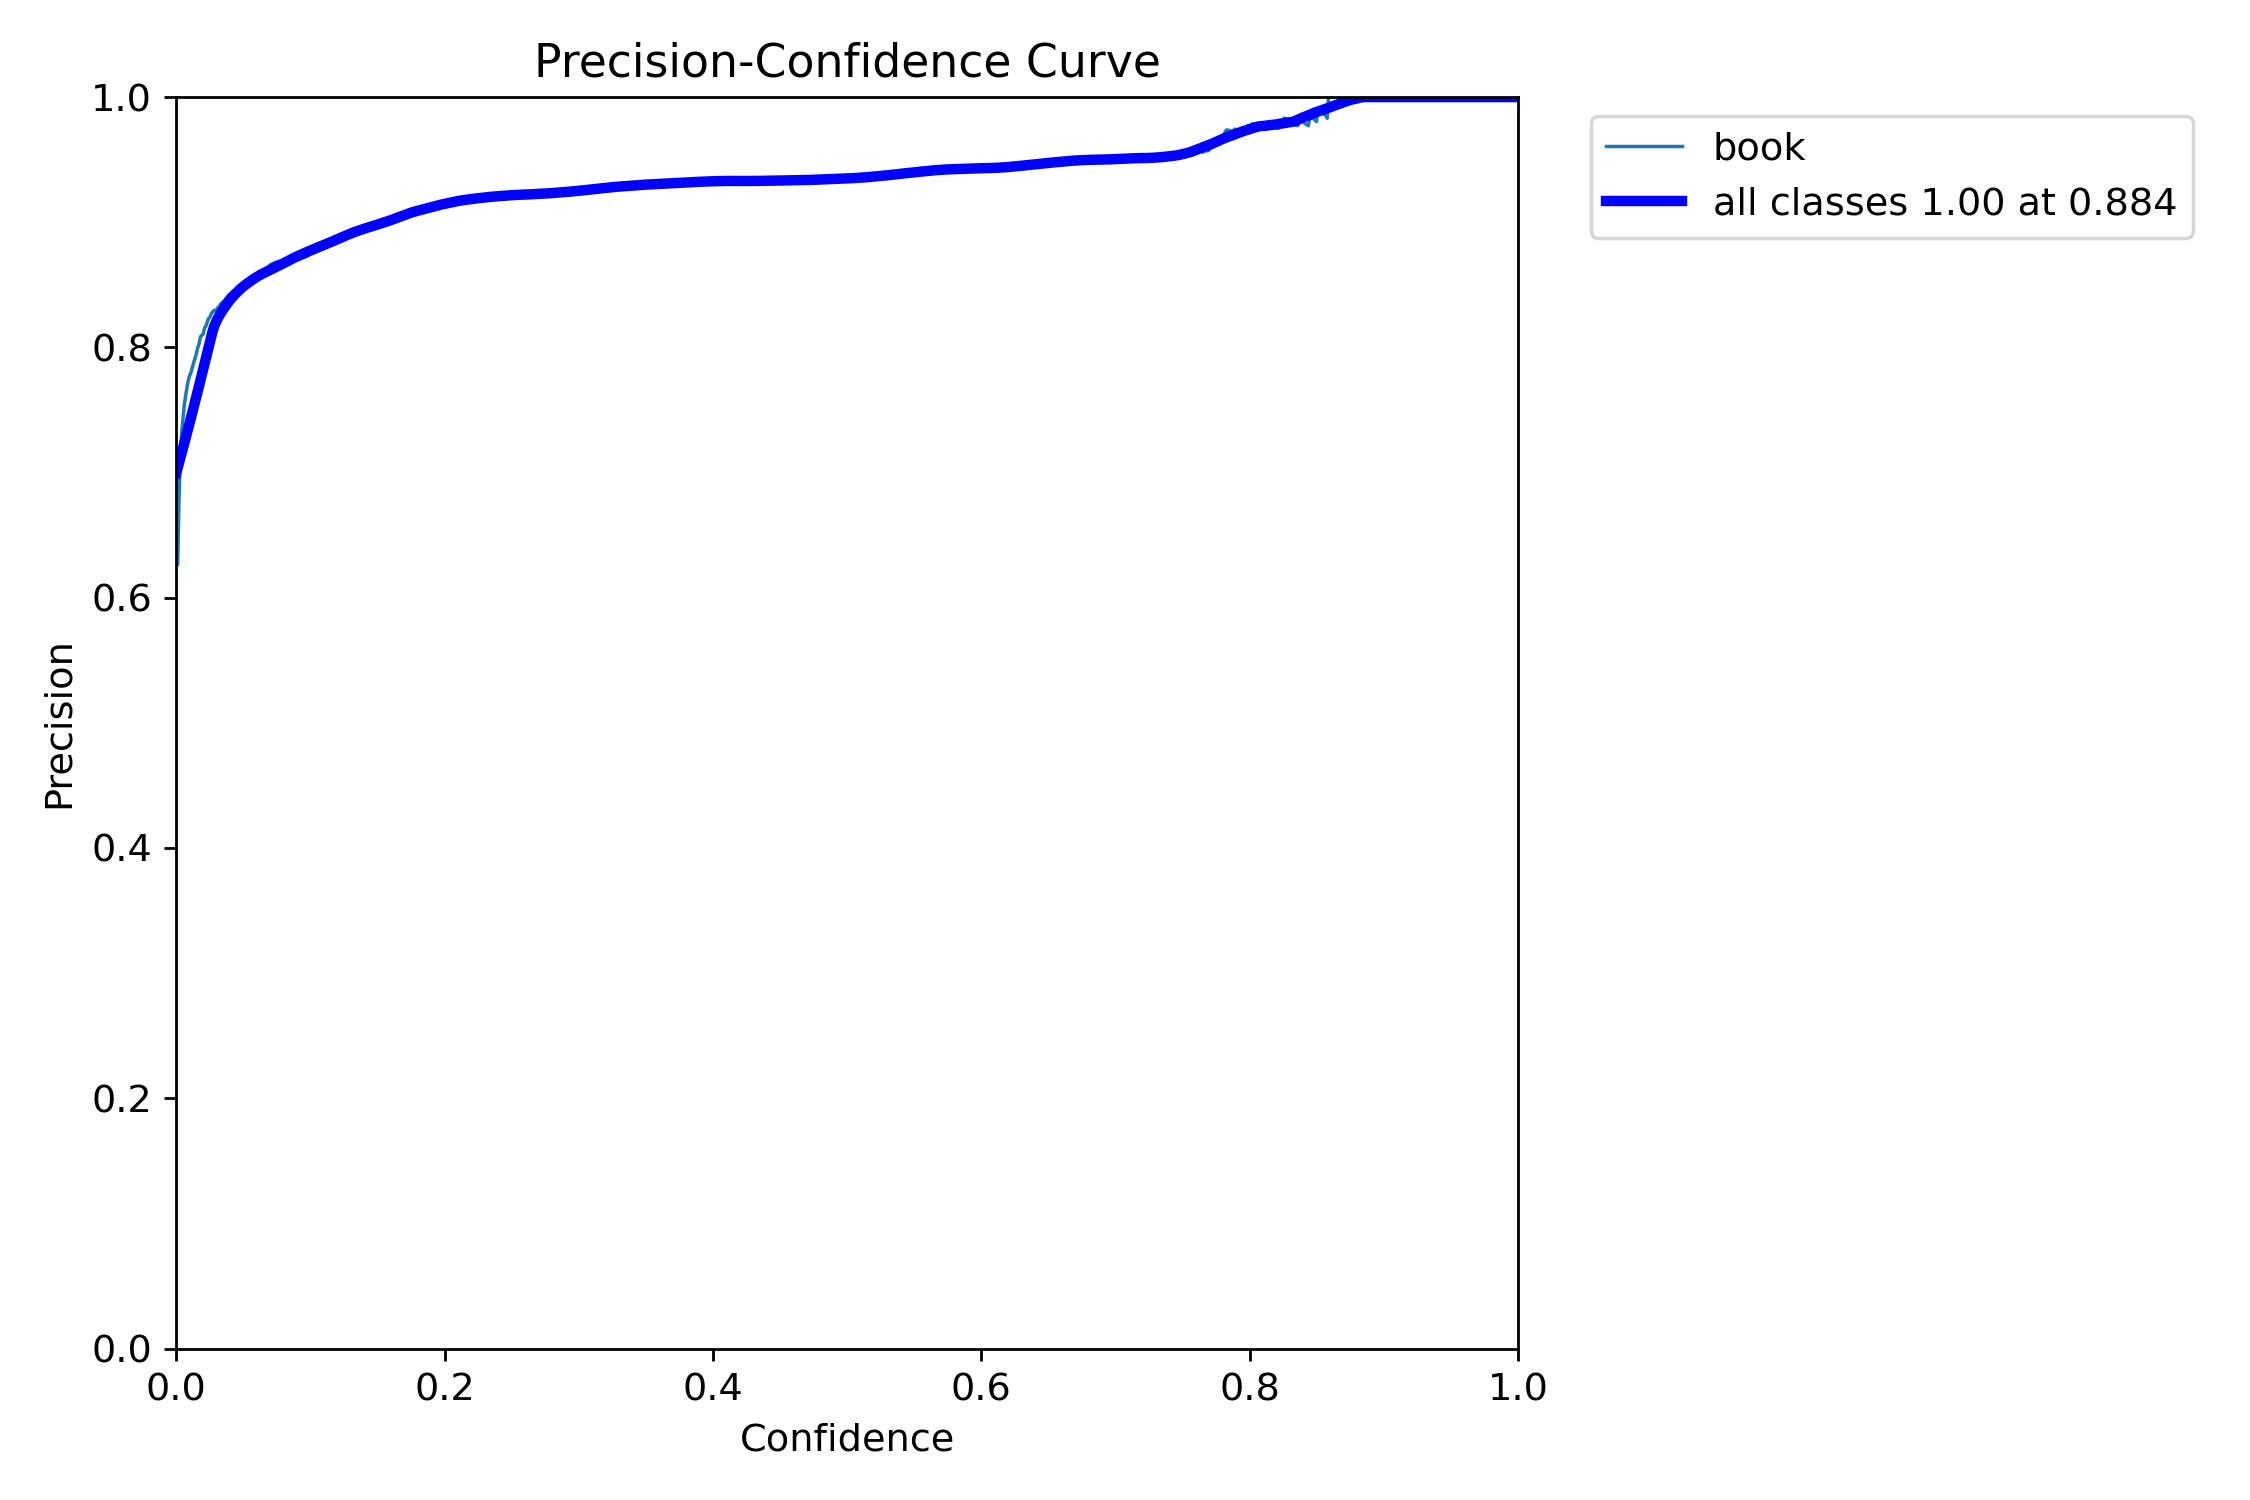 Precision-Confidence Curve
1.0
0.8
0.6
0.4
0.2
0.0
Precision
0.0 0.2 0.4 0.6 0.8 1.0
Confidence
book
all classes 1.00 at 0.884